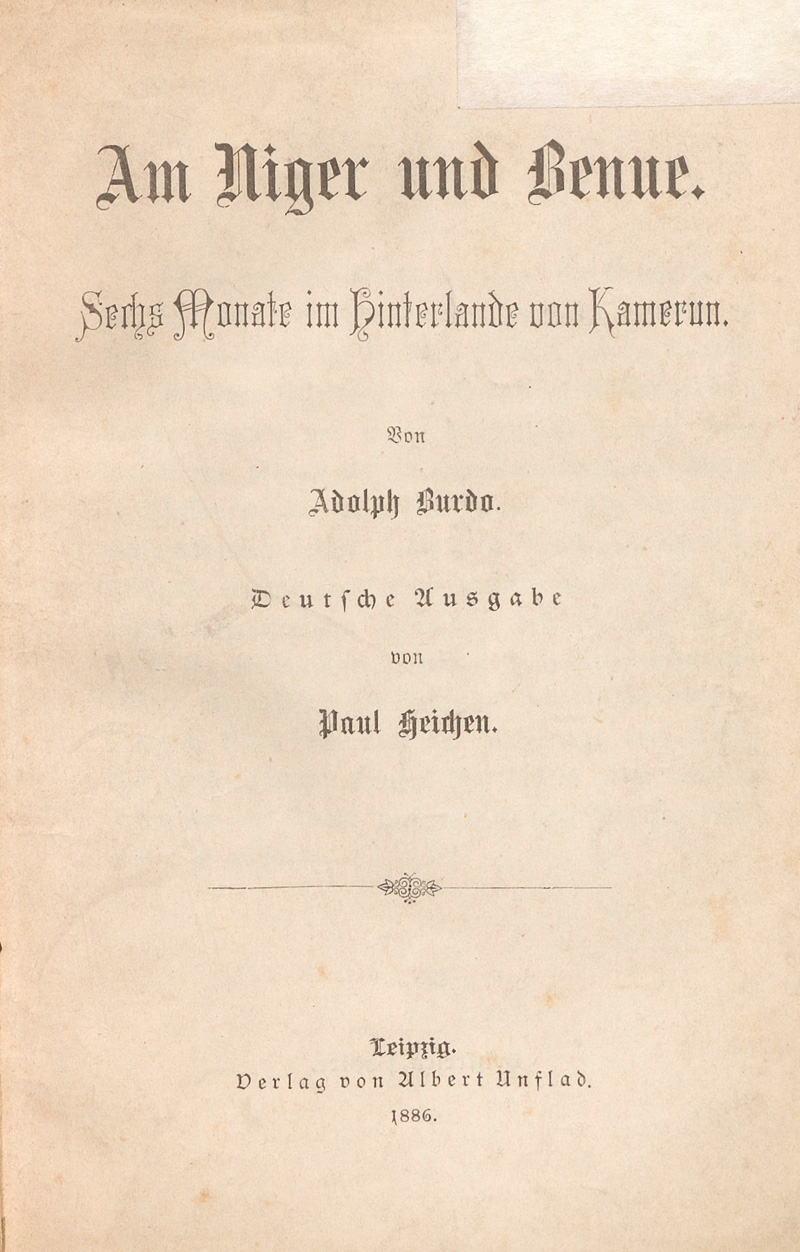 Am Niger und Benue.
Sechs Monate im Hinterlande von Kamerun.
Von
Adolph Burdo.
Deutsche Ausgabe
von
Paul Heichen.
Leipzig.
Verlag von Albert Unflad.
1886.